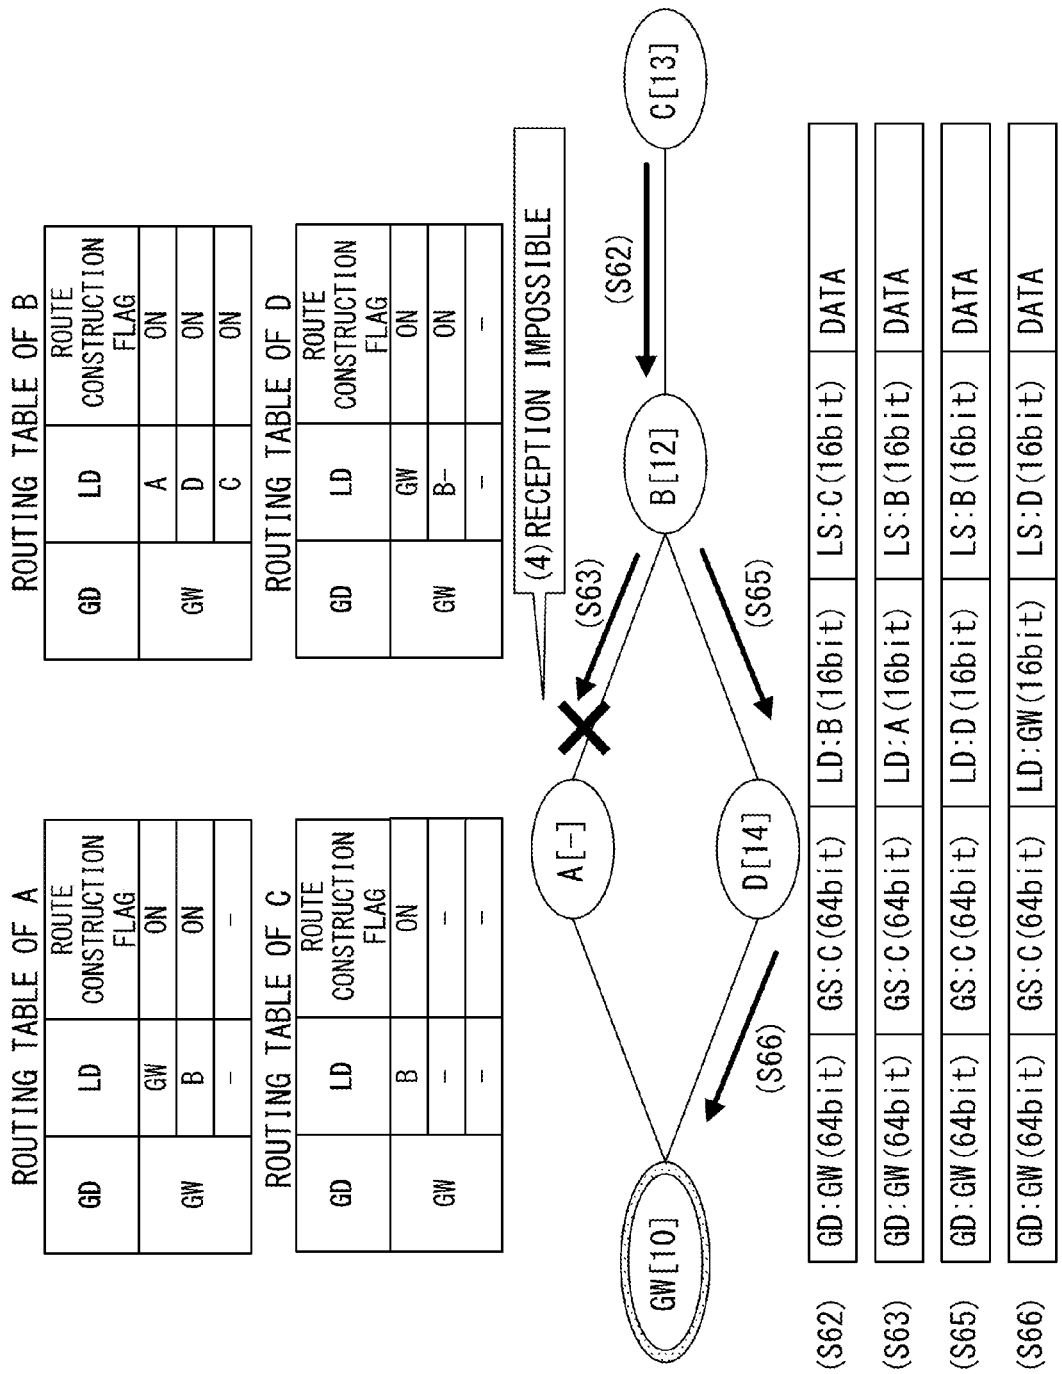 ROUTING TABLE OF A
GD
LD
ROUTE
CONSTRUCTION
FLAG
GW
GW
ON
B
ON
-
-
ROUTING TABLE OF B
GD
LD
ROUTE
CONSTRUCTION
FLAG
GW
A
ON
D
ON
C
ON
ROUTING TABLE OF C
GD
LD
ROUTE
CONSTRUCTION
FLAG
GW
B
ON
-
-
-
-
ROUTING TABLE OF D
GD
LD
ROUTE
CONSTRUCTION
FLAG
GW
GW
ON
B-
ON
-
-
(4)RECEPTION IMPOSSIBLE
(S63)
(S62)
A[-]
GW[10]
B[12]
C[13]
D[14]
(S65)
(S66)
(S62) GD:GW(64bit) GS:C(64bit) LD:B(16bit) LS:C(16bit) DATA
(S63) GD:GW(64bit) GS:C(64bit) LD:A(16bit) LS:B(16bit) DATA
(S65) GD:GW(64bit) GS:C(64bit) LD:D(16bit) LS:B(16bit) DATA
(S66) GD:GW(64bit) GS:C(64bit) LD:GW(16bit) LS:D(16bit) DATA